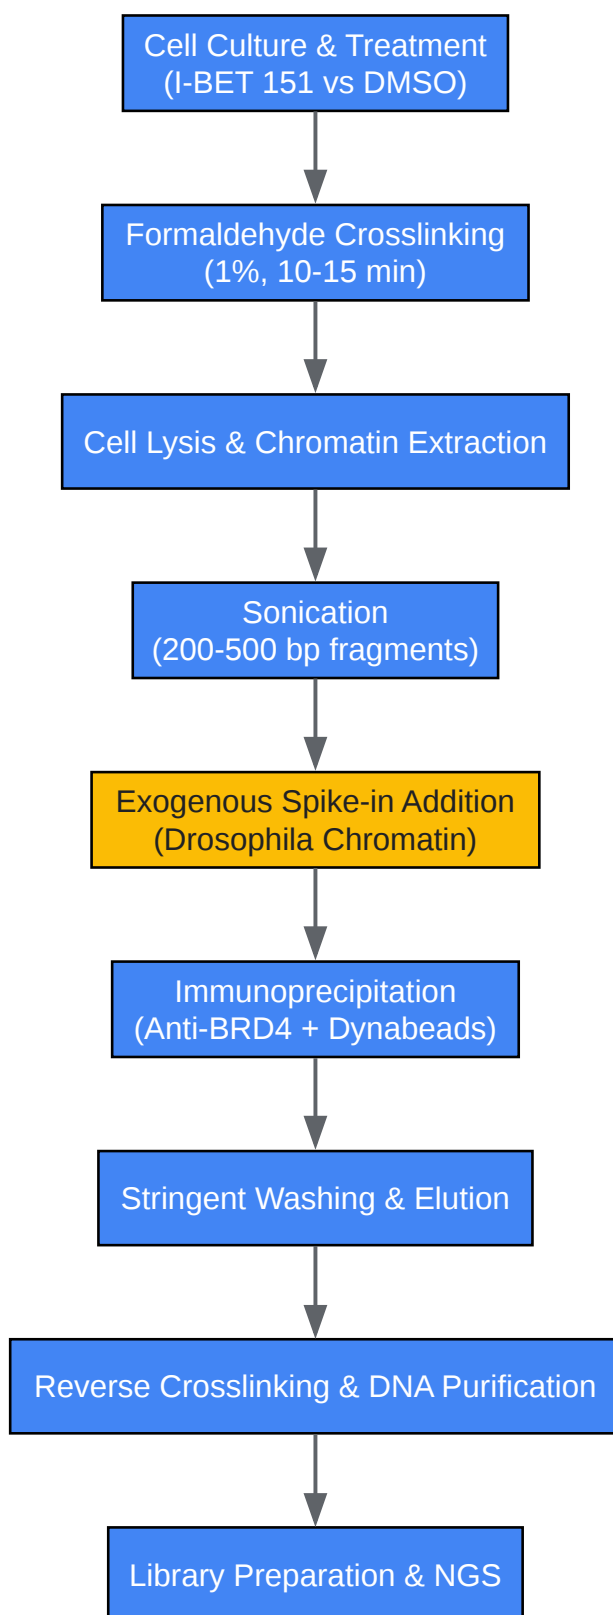 Cell Culture & Treatment
(I-BET 151 vs DMSO)
Formaldehyde Crosslinking
(1%, 10-15 min)
Cell Lysis & Chromatin Extraction
Sonication
(200-500 bp fragments)
Exogenous Spike-in Addition
(Drosophila Chromatin)
Immunoprecipitation
(Anti-BRD4 + Dynabeads)
Stringent Washing & Elution
Reverse Crosslinking & DNA Purification
Library Preparation & NGS